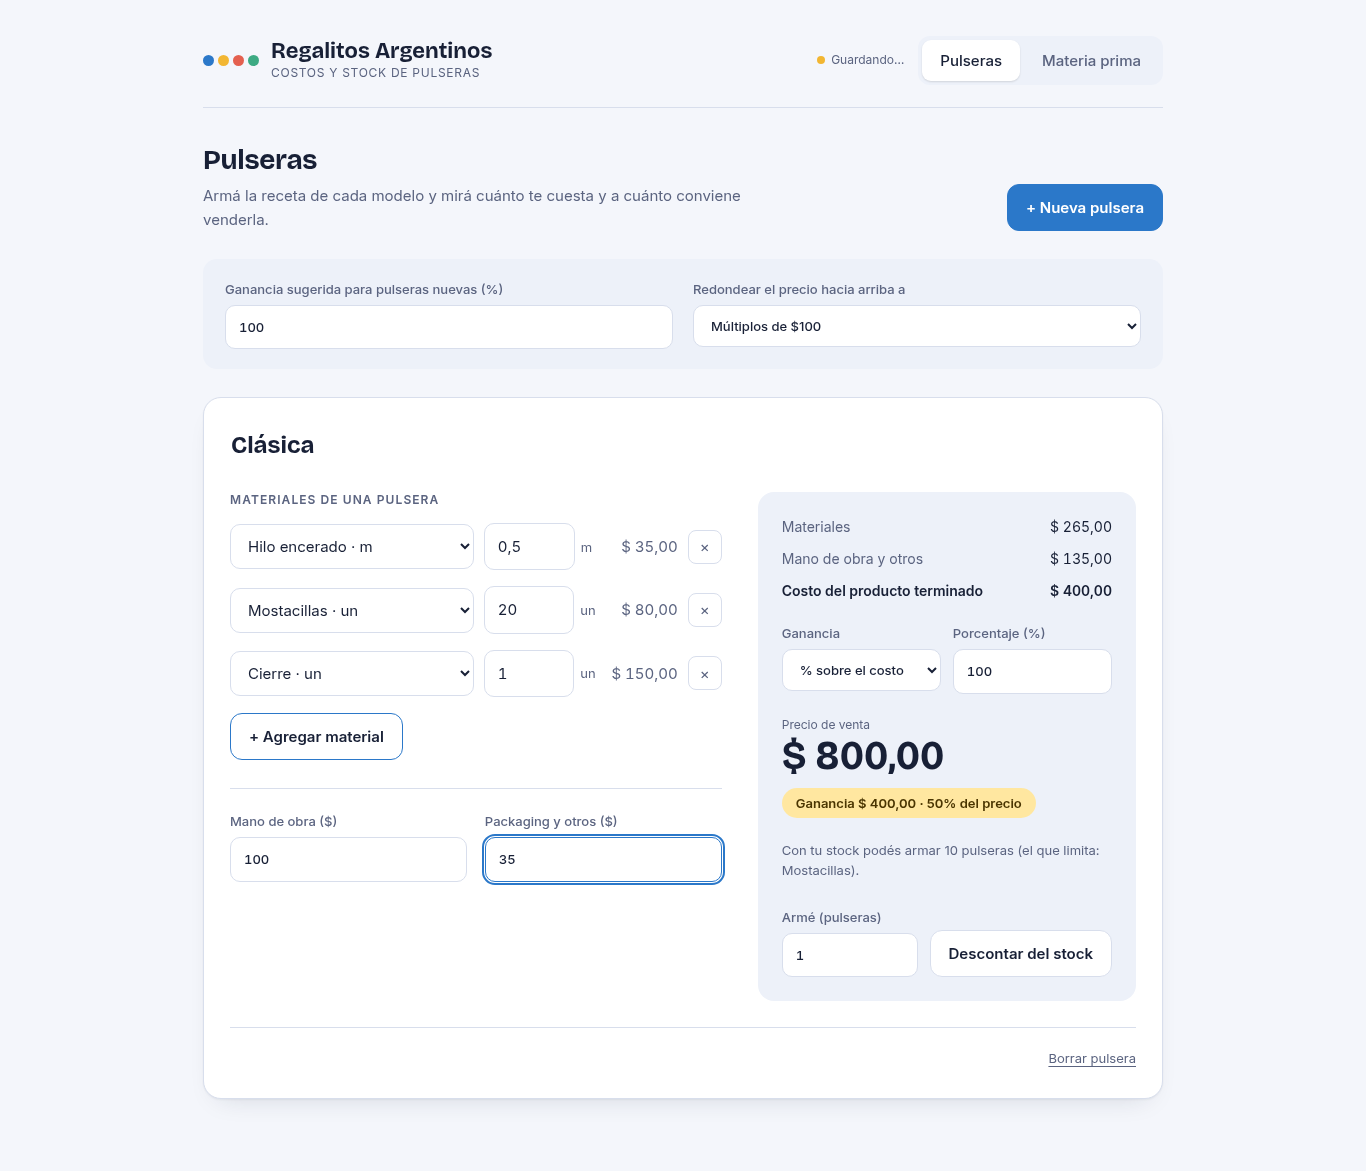 Regalitos Argentinos
COSTOS Y STOCK DE PULSERAS
Guardando...
Pulseras
Materia prima
Pulseras
Armá la receta de cada modelo y mirá cuánto te cuesta y a cuánto conviene
venderla.
+ Nueva pulsera
Ganancia sugerida para pulseras nuevas (%)
100
Redondear el precio hacia arriba a
Múltiplos de $100
Clásica
MATERIALES DE UNA PULSERA
Hilo encerado · m 0,5 m $ 35,00 ×
Mostacillas · un 20 un $ 80,00 ×
Cierre · un 1 un $ 150,00 ×
+ Agregar material
Mano de obra ($)
100
Packaging y otros ($)
35
Materiales $ 265,00
Mano de obra y otros $ 135,00
Costo del producto terminado $ 400,00
Ganancia
% sobre el costo
Porcentaje (%)
100
Precio de venta
$ 800,00
Ganancia $ 400,00 · 50% del precio
Con tu stock podés armar 10 pulseras (el que limita:
Mostacillas).
Armé (pulseras)
1
Descontar del stock
Borrar pulsera